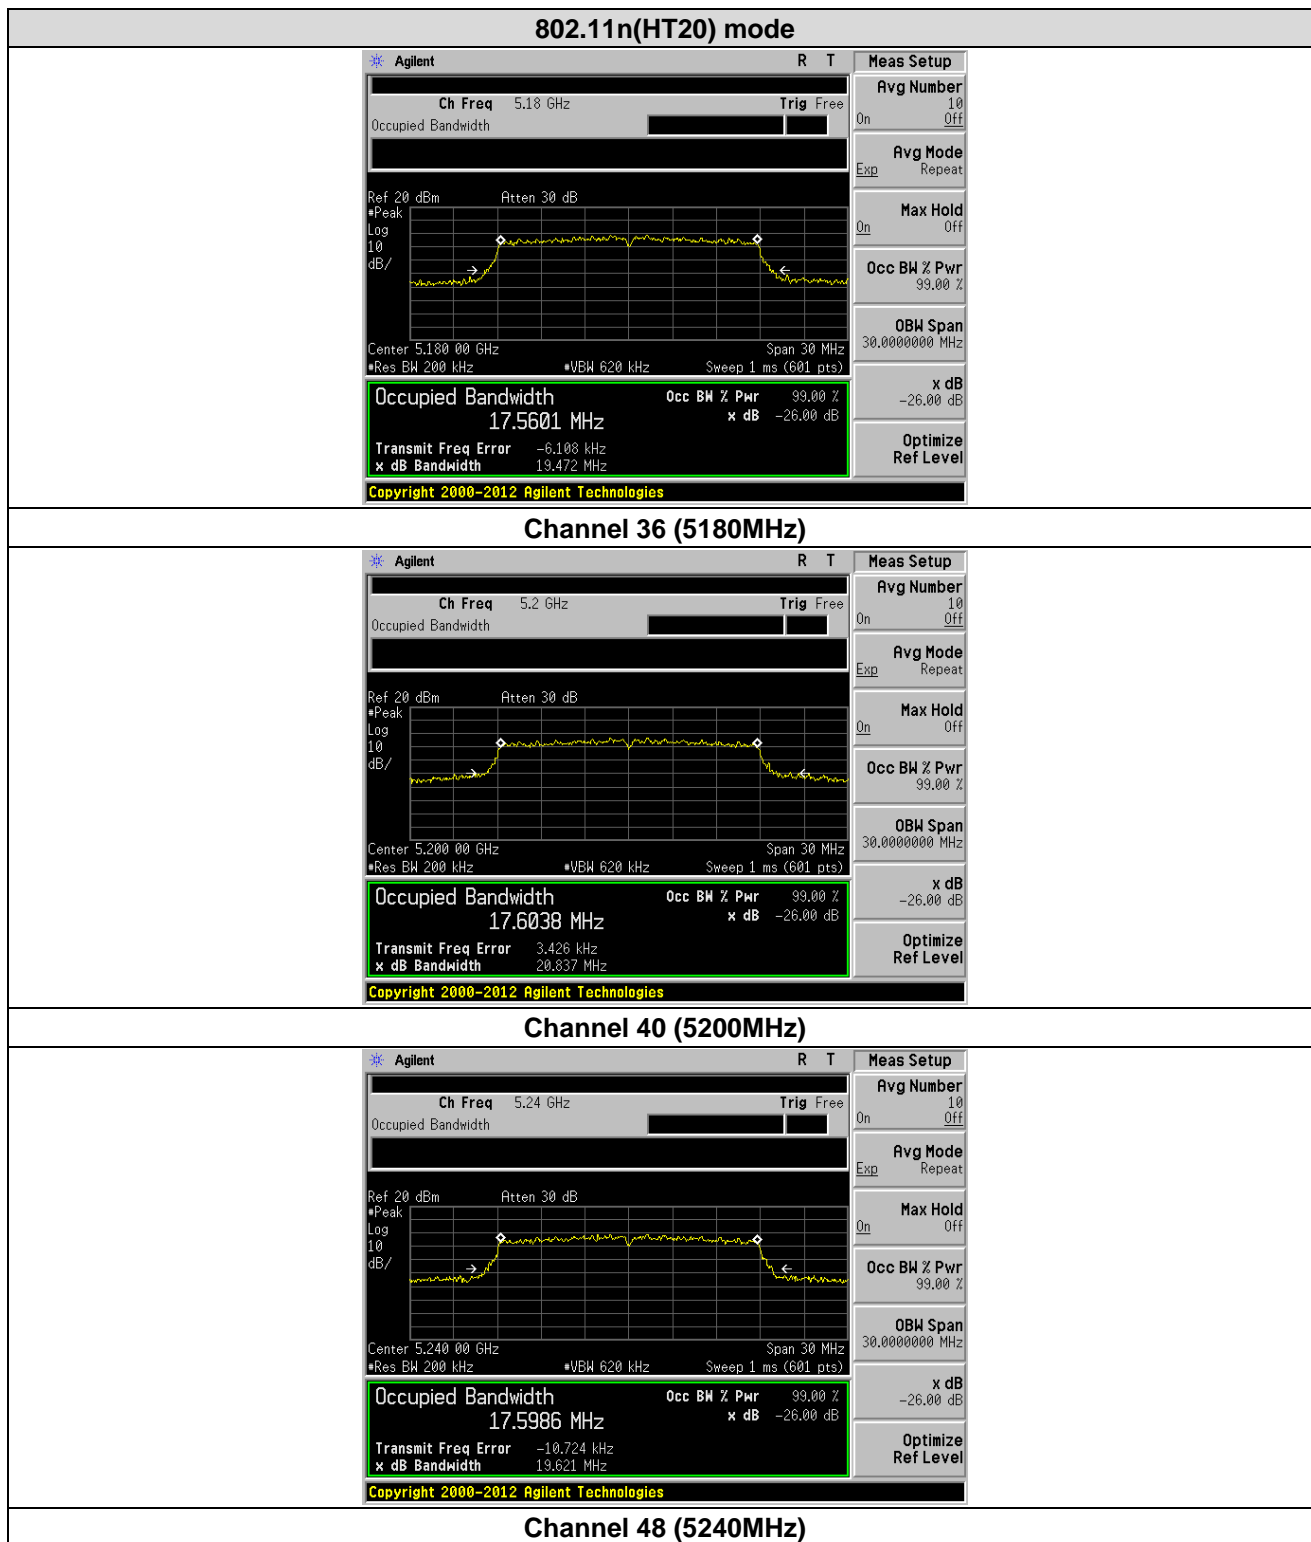 802.11n(HT20) mode
Agilent R T Meas Setup
Avg Number
10
On Off
Ch Freq 5.18 GHz Trig Free
Occupied Bandwidth
Avg Mode
Exp Repeat
Ref 20 dBm Atten 30 dB
#Peak
Log
10
dB/
Max Hold
On Off
Occ BW % Pwr
99.00 %
OBW Span
30.0000000 MHz
Center 5.180 00 GHz Span 30 MHz
#Res BW 200 kHz #VBW 620 kHz Sweep 1 ms (601 pts)
Occupied Bandwidth Occ BW % Pwr 99.00 %
17.5601 MHz x dB -26.00 dB
Transmit Freq Error -6.108 kHz
x dB Bandwidth 19.472 MHz
x dB
-26.00 dB
Optimize
Ref Level
Copyright 2000-2012 Agilent Technologies
Channel 36 (5180MHz)
Agilent R T Meas Setup
Avg Number
10
On Off
Ch Freq 5.2 GHz Trig Free
Occupied Bandwidth
Avg Mode
Exp Repeat
Ref 20 dBm Atten 30 dB
#Peak
Log
10
dB/
Max Hold
On Off
Occ BW % Pwr
99.00 %
OBW Span
30.0000000 MHz
Center 5.200 00 GHz Span 30 MHz
#Res BW 200 kHz #VBW 620 kHz Sweep 1 ms (601 pts)
Occupied Bandwidth Occ BW % Pwr 99.00 %
17.6038 MHz x dB -26.00 dB
Transmit Freq Error 3.426 kHz
x dB Bandwidth 20.837 MHz
x dB
-26.00 dB
Optimize
Ref Level
Copyright 2000-2012 Agilent Technologies
Channel 40 (5200MHz)
Agilent R T Meas Setup
Avg Number
10
On Off
Ch Freq 5.24 GHz Trig Free
Occupied Bandwidth
Avg Mode
Exp Repeat
Ref 20 dBm Atten 30 dB
#Peak
Log
10
dB/
Max Hold
On Off
Occ BW % Pwr
99.00 %
OBW Span
30.0000000 MHz
Center 5.240 00 GHz Span 30 MHz
#Res BW 200 kHz #VBW 620 kHz Sweep 1 ms (601 pts)
Occupied Bandwidth Occ BW % Pwr 99.00 %
17.5986 MHz x dB -26.00 dB
Transmit Freq Error -10.724 kHz
x dB Bandwidth 19.621 MHz
x dB
-26.00 dB
Optimize
Ref Level
Copyright 2000-2012 Agilent Technologies
Channel 48 (5240MHz)